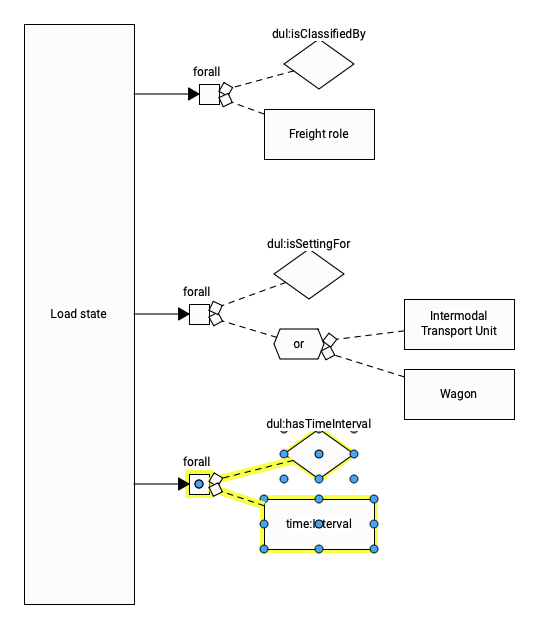 dul:isClassifiedBy
forall
Freight role
dul:isSettingFor
forall
Load state
or
Intermodal
Transport Unit
Wagon
dul:hasTimeInterval
forall
time:Interval